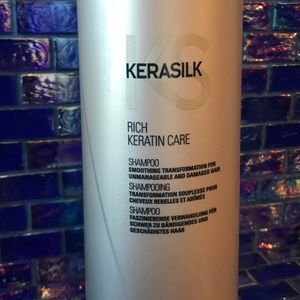 KS
KERASILK
RICH
KERATIN CARE
SHAMPOO
SMOOTHING TRANSFORMATION FOR
UNMANAGEABLE AND DAMAGED HAIR
SHAMPOOING
TRANSFORMATION SOUPLESSE POUR
CHEVEUX REBELLES ET ABÎMÉS
SHAMPOO
FASZINIERENDE VERWANDLUNG FÜR
SCHWER ZU BÄNDIGENDES UND
GESCHÄDIGTES HAAR